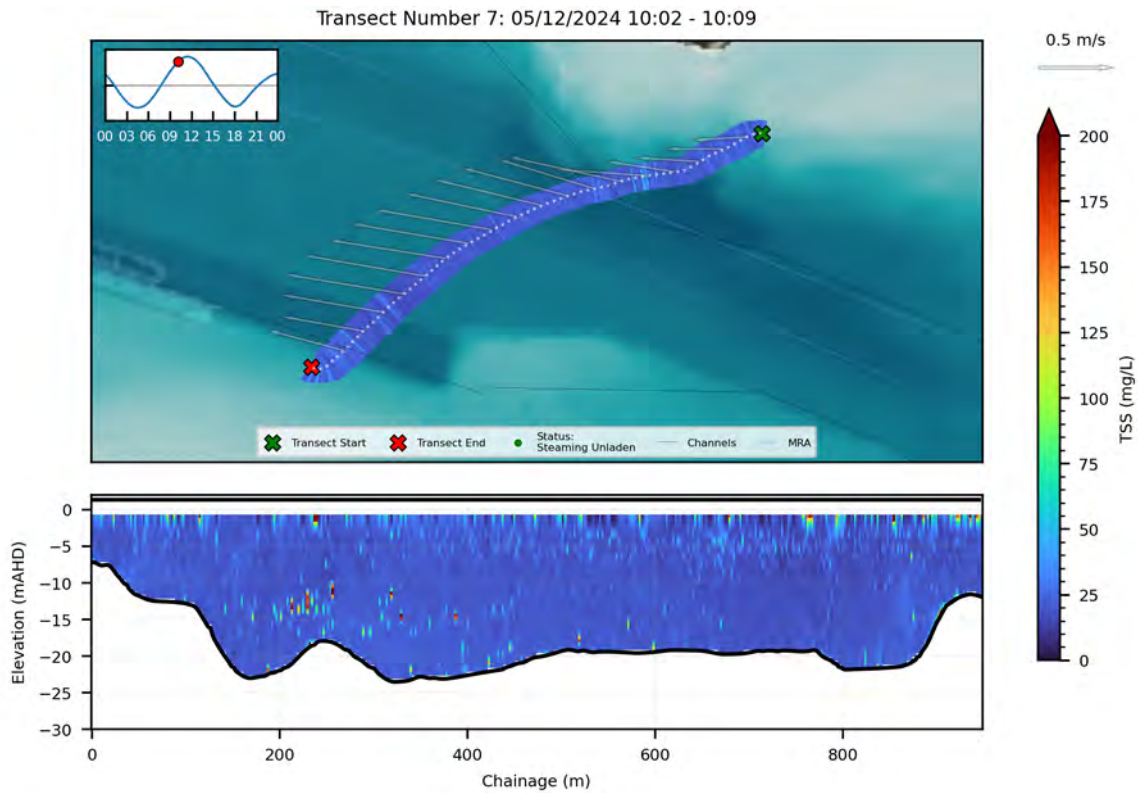 Transect Number 7: 05/12/2024 10:02 - 10:09
00 03 06 09 12 15 18 21 00
0.5 m/s
Transect Start
Transect End
Status:
Steaming Unladen
Channels
MRA
200
175
150
125
100
75
50
25
0
TSS (mg/L)
0
−5
−10
−15
−20
−25
−30
Elevation (mAHD)
0 200 400 600 800
Chainage (m)